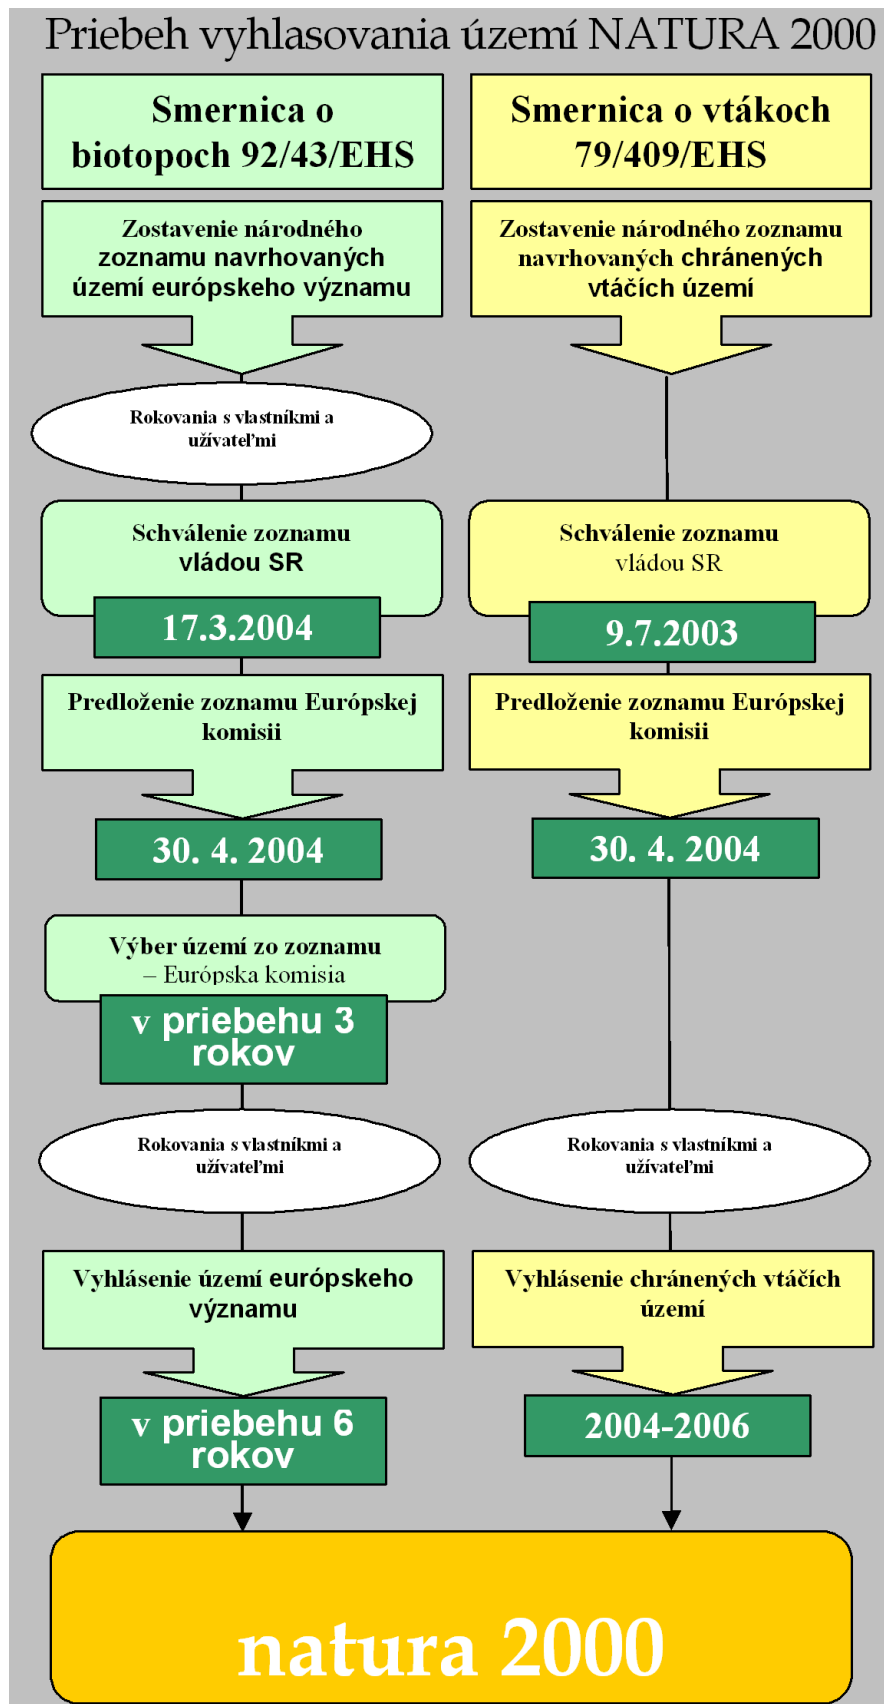 Priebeh vyhlasovania území NATURA 2000
Smernica o
biotopoch 92/43/EHS
Zostavenie národného
zoznamu navrhovaných
území európskeho významu
Rokovania s vlastníkmi a
užívateľmi
Schválenie zoznamu
vládou SR
17.3.2004
Predloženie zoznamu Európskej
komisii
30. 4. 2004
Výber území zo zoznamu
– Európska komisia
v priebehu 3
rokov
Rokovania s vlastníkmi a
užívateľmi
Vyhlásenie území európskeho
významu
v priebehu 6
rokov
Smernica o vtákoch
79/409/EHS
Zostavenie národného zoznamu
navrhovaných chránených
vtáčích území
Schválenie zoznamu
vládou SR
9.7.2003
Predloženie zoznamu Európskej
komisii
30. 4. 2004
Rokovania s vlastníkmi a
užívateľmi
Vyhlásenie chránených vtáčích
území
2004-2006
natura 2000